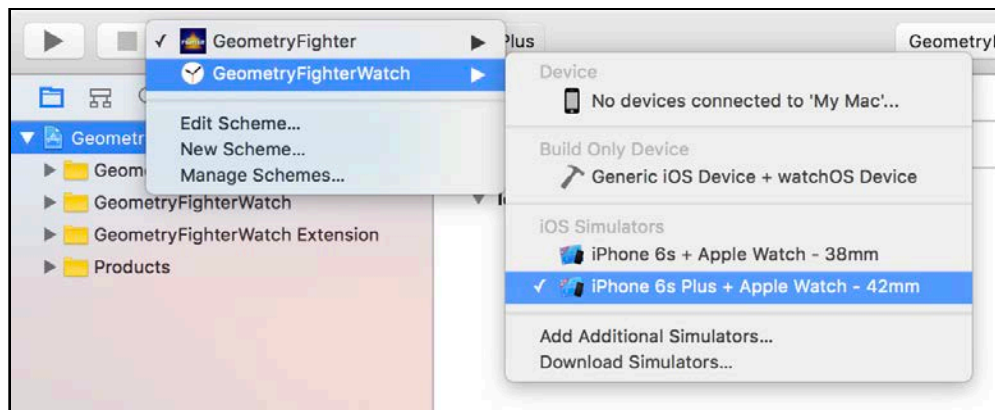 GeometryFighter
Plus
GeometryF
GeometryFighterWatch
Edit Scheme...
New Scheme...
Manage Schemes...
Device
No devices connected to 'My Mac'...
Build Only Device
Generic iOS Device + watchOS Device
iOS Simulators
iPhone 6s + Apple Watch - 38mm
iPhone 6s Plus + Apple Watch - 42mm
Add Additional Simulators...
Download Simulators...
Geometr
Geom
GeometryFighterWatch
GeometryFighterWatch Extension
Products